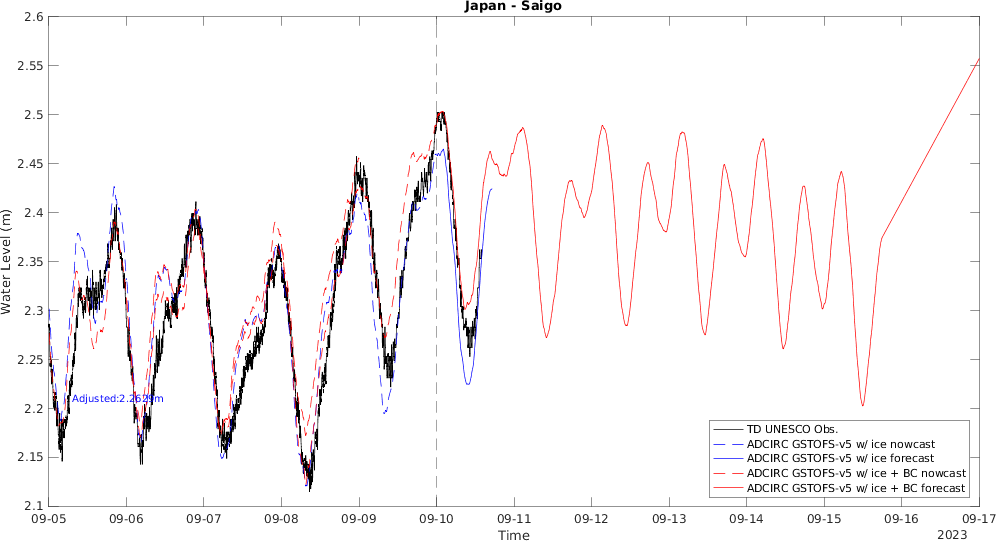 Japan - Saigo
2.6
2.55
2.5
2.45
2.4
2.35
2.3
2.25
2.2
2.15
2.1
Water Level (m)
Adjusted:2.2629m
TD UNESCO Obs.
ADCIRC GSTOFS-v5 w/ ice nowcast
ADCIRC GSTOFS-v5 w/ ice forecast
ADCIRC GSTOFS-v5 w/ ice + BC nowcast
ADCIRC GSTOFS-v5 w/ ice + BC forecast
09-05 09-06 09-07 09-08 09-09 09-10 09-11 09-12 09-13 09-14 09-15 09-16 09-17
Time
2023